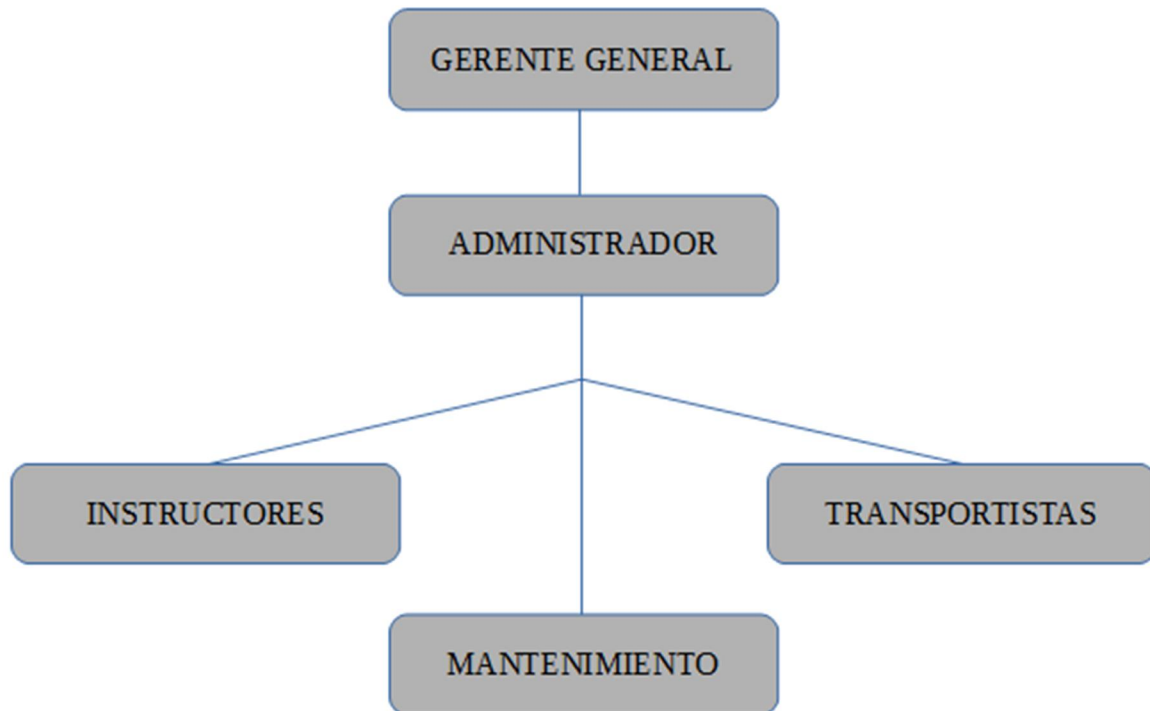 GERENTE GENERAL
ADMINISTRADOR
INSTRUCTORES
TRANSPORTISTAS
MANTENIMIENTO